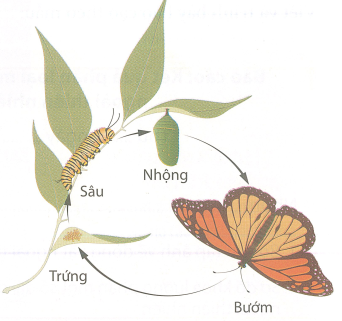 Nhộng
Sâu
Trứng
Bướm